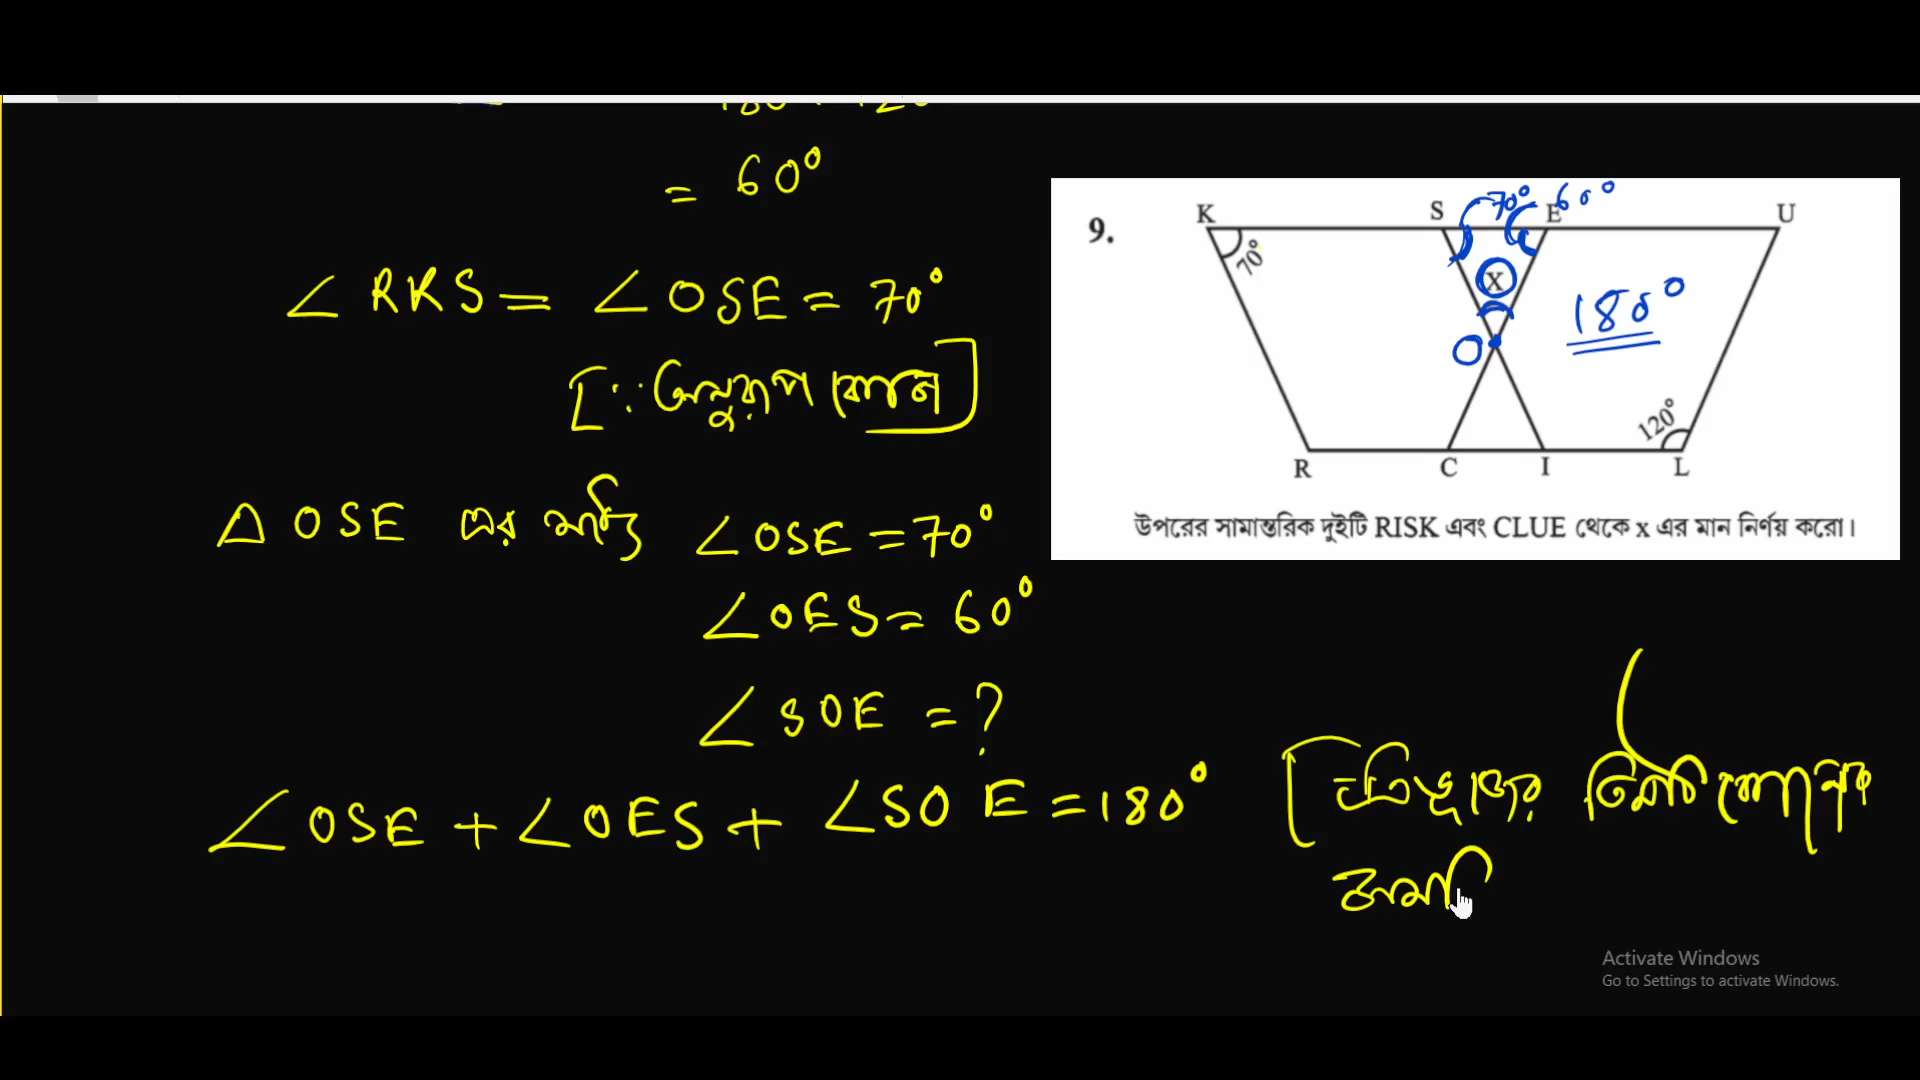 = 60°
∠RKS = ∠OSE = 70°
[∵ অনুরূপ কোন]
△OSE এর মধ্যে ∠OSE = 70°
∠OES = 60°
∠SOE = ?
∠OSE + ∠OES + ∠SOE = 180° [ত্রিভুজের তিনটি কোনের
সমষ্টি
9.
K S 70° E 60° U
70°
X
180°
O
120°
R C I L
উপরের সামান্তরিক দুইটি RISK এবং CLUE থেকে x এর মান নির্ণয় করো।
Activate Windows
Go to Settings to activate Windows.